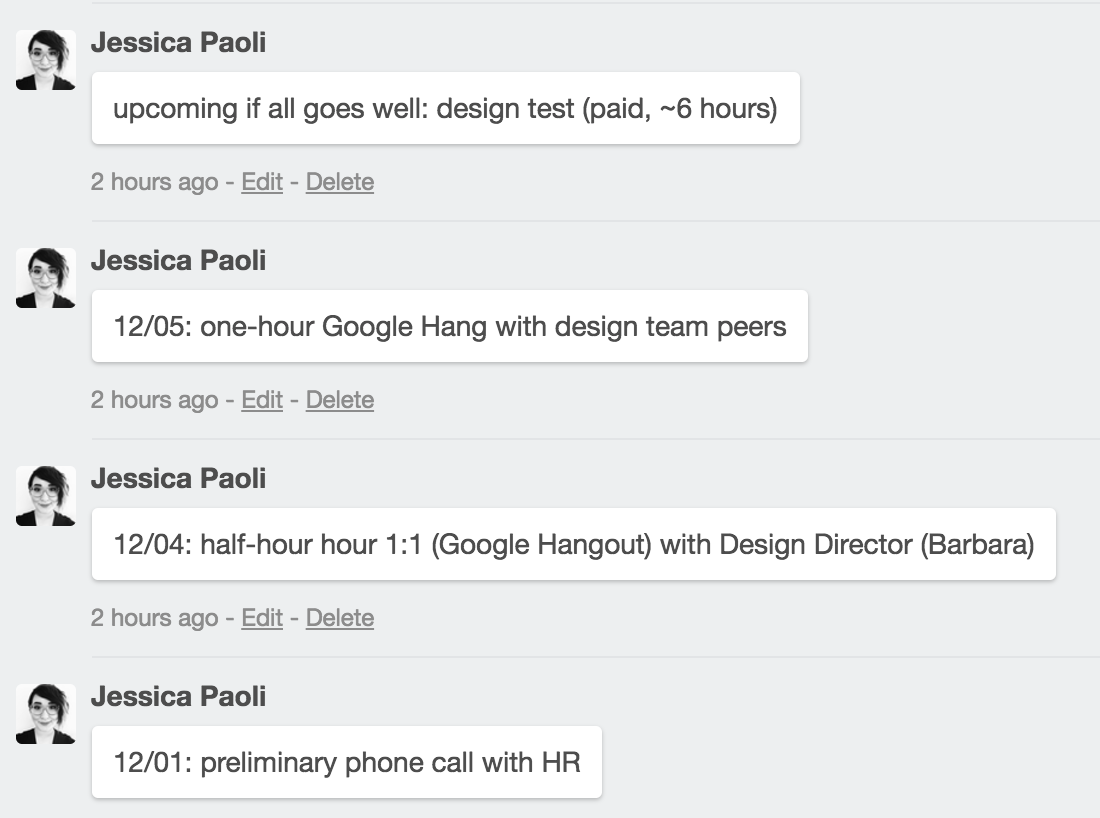 Jessica Paoli
upcoming if all goes well: design test (paid, ~6 hours)
2 hours ago - Edit - Delete
Jessica Paoli
12/05: one-hour Google Hang with design team peers
2 hours ago - Edit - Delete
Jessica Paoli
12/04: half-hour hour 1:1 (Google Hangout) with Design Director (Barbara)
2 hours ago - Edit - Delete
Jessica Paoli
12/01: preliminary phone call with HR